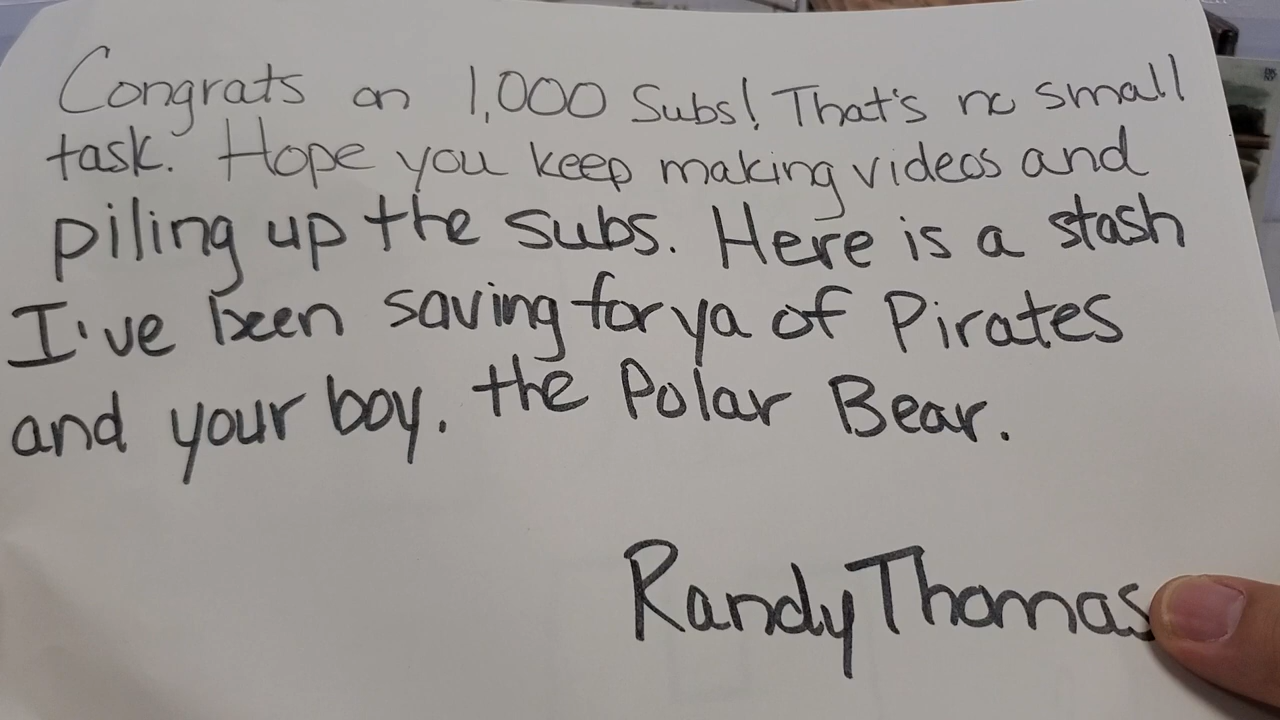 Congrats on 1,000 Subs! That's no small
task. Hope you keep making videos and
piling up the subs. Here is a stash
I've been saving for ya of Pirates
and your boy. the Polar Bear.
Randy Thomas